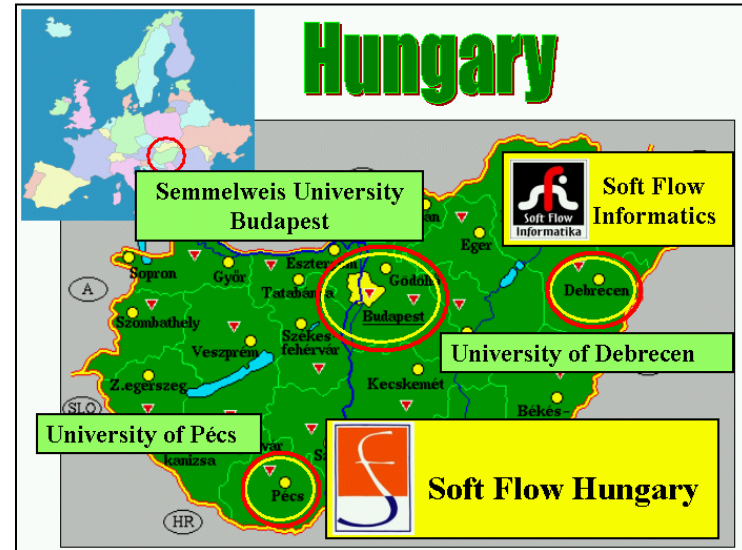 Hungary
Semmelweis University
Budapest
Soft Flow
Informatika
Soft Flow
Informatics
Eger
Sopron
Győr
Gödöllő
Debrecen
A
Tatabánya
Budapest
Szombathely
Székes-
fehérvár
Veszprém
University of Debrecen
Z.egerszeg
Kecskemét
SLO
Békés-
University of Pécs
kanizsa
Soft Flow Hungary
Pécs
HR